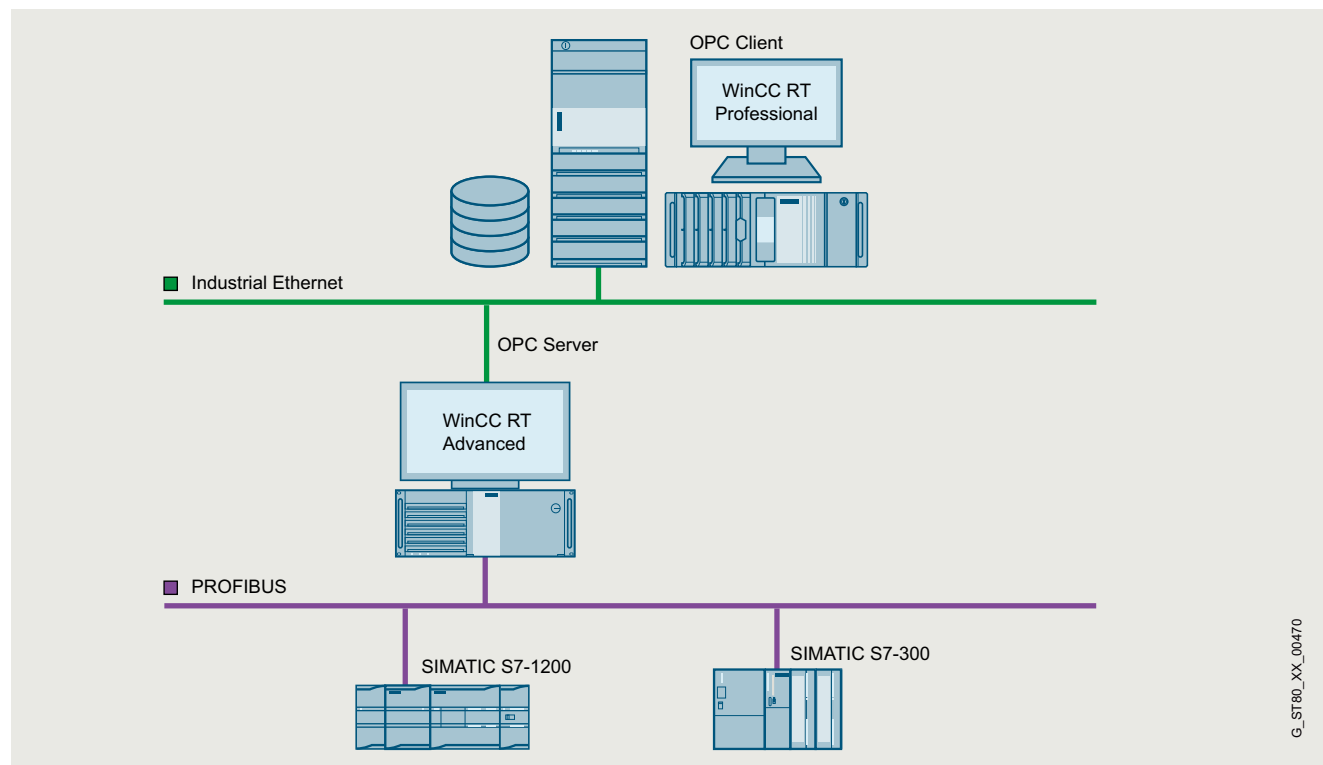 OPC Client
WinCC RT
Professional
Industrial Ethernet
OPC Server
WinCC RT
Advanced
PROFIBUS
SIMATIC S7-1200
SIMATIC S7-300
G_ST80_XX_00470